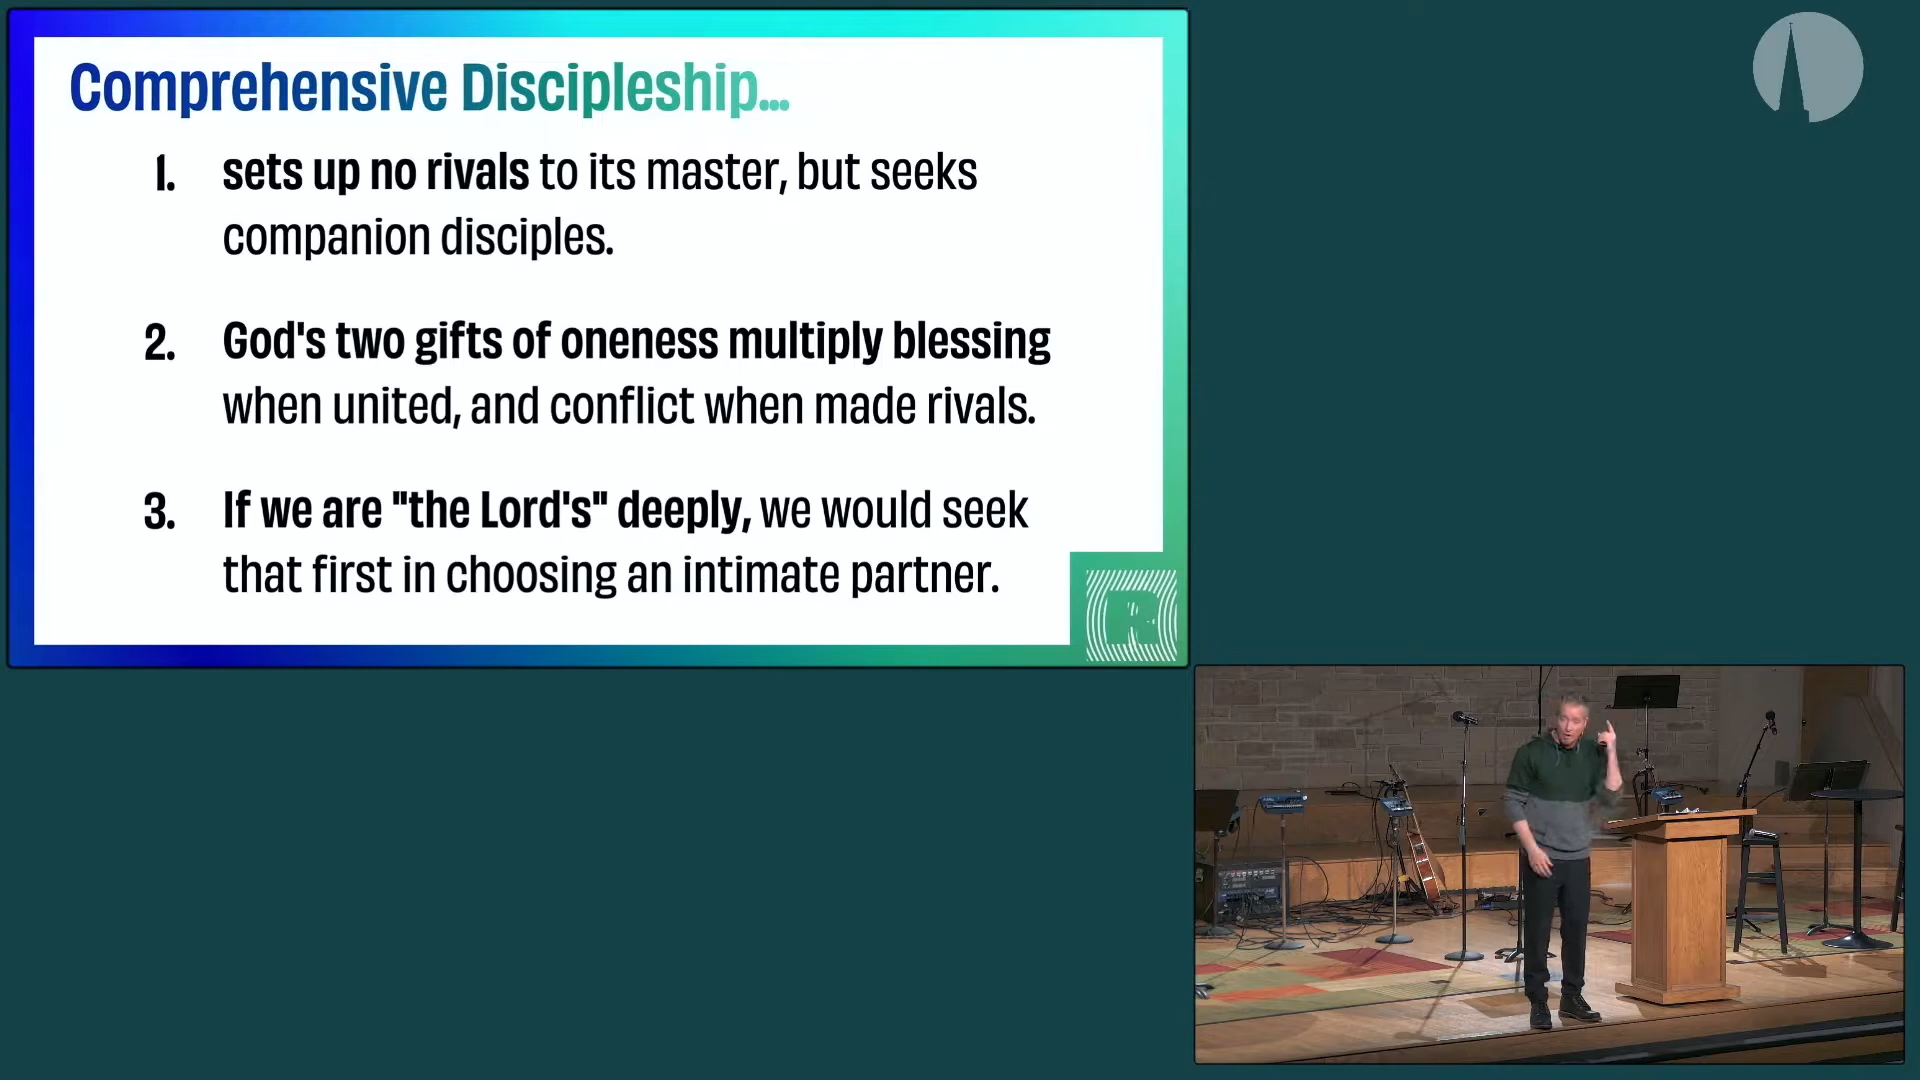 Comprehensive Discipleship...
1. sets up no rivals to its master, but seeks
companion disciples.
2. God's two gifts of oneness multiply blessing
when united, and conflict when made rivals.
3. If we are "the Lord's" deeply, we would seek
that first in choosing an intimate partner.
R